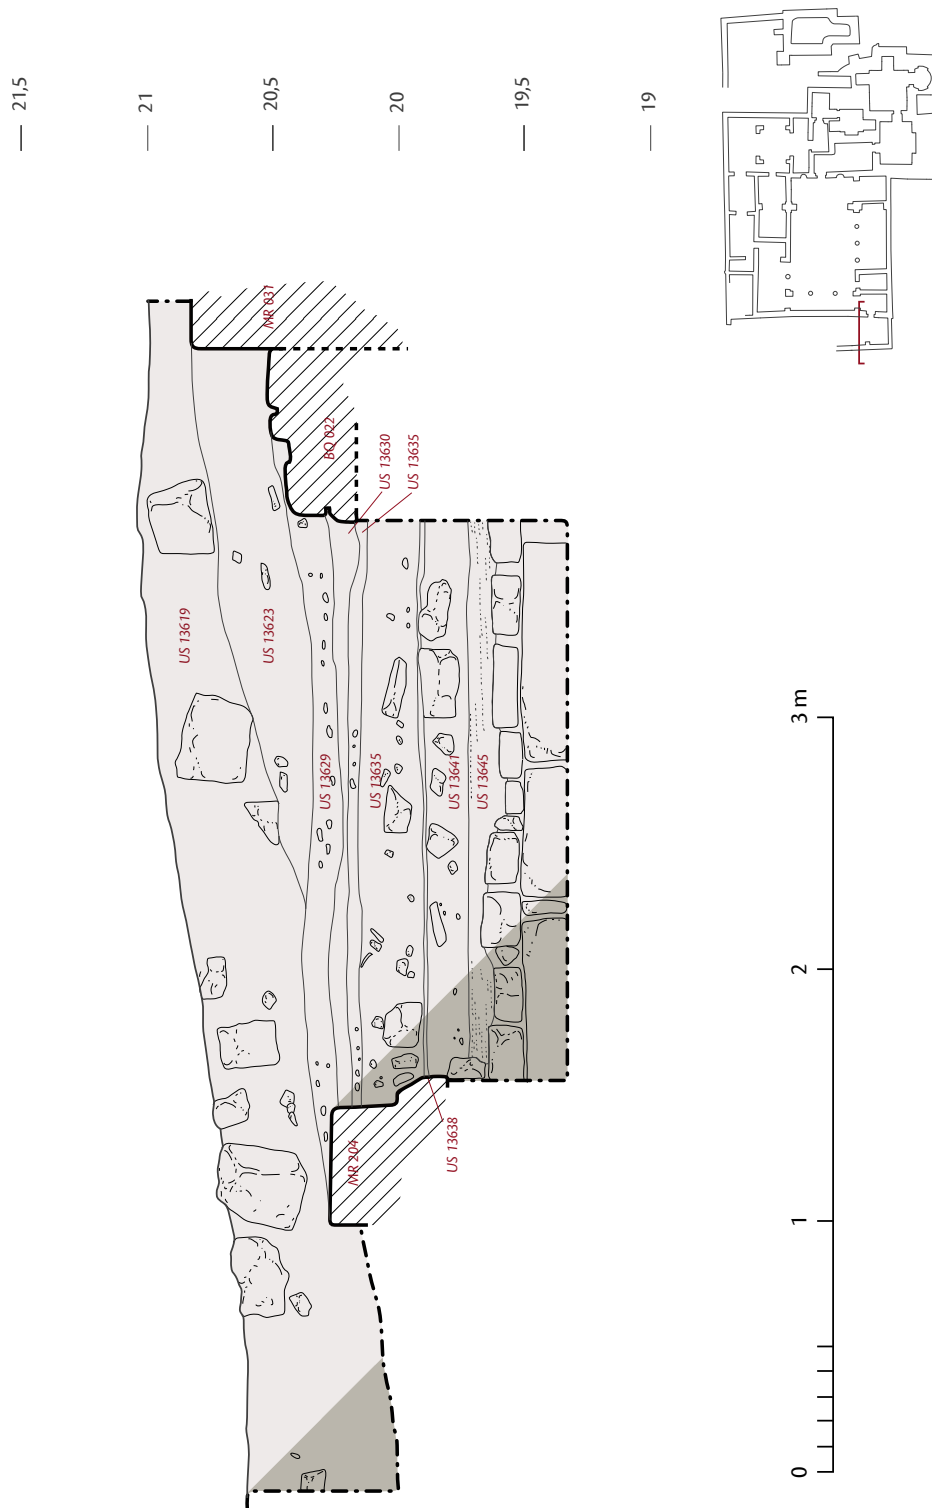 21,5
21
20,5
20
19,5
19
MR 031
BQ 022
US 13630
US 13635
US 13619
US 13623
US 13629
US 13635
US 13641
US 13645
MR 204
US 13638
0
1
2
3 m